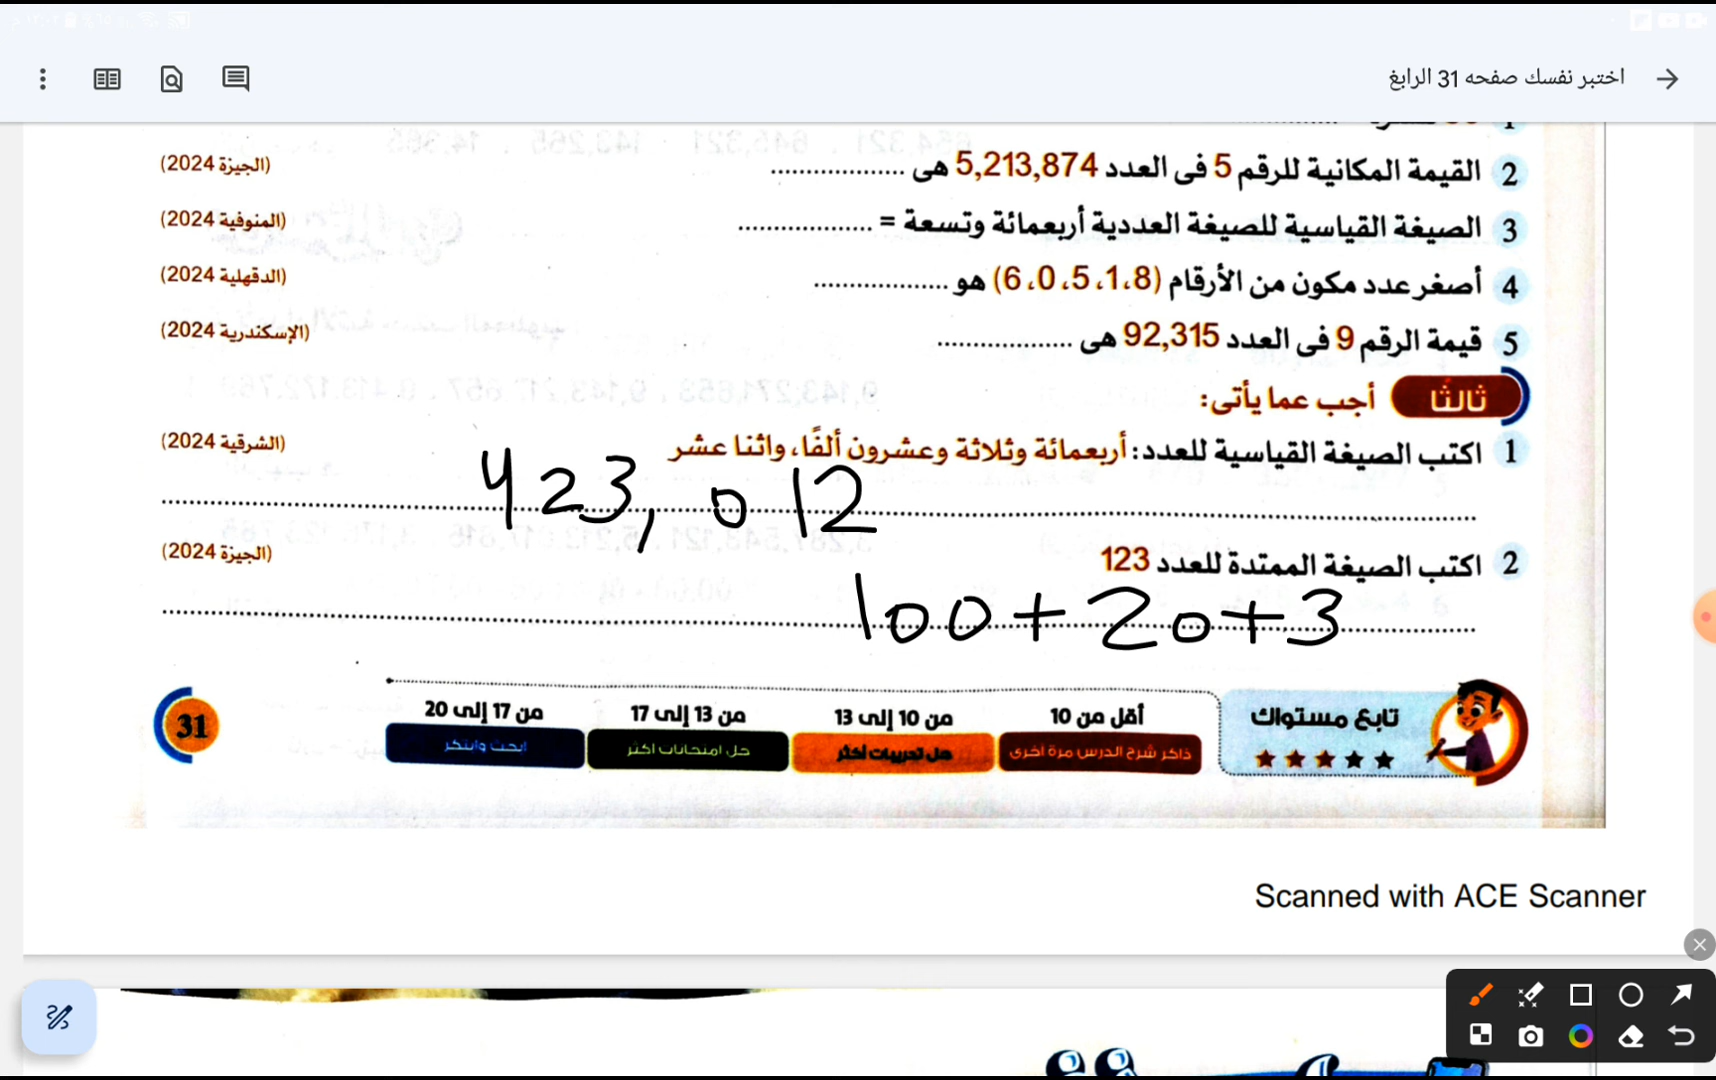 اختبر نفسك صفحه 31 الرابغ
2 القيمة المكانية للرقم 5 فى العدد 5,213,874 هى .................. (الجيزة 2024)
3 الصيغة القياسية للصيغة العددية أربعمائة وتسعة = .................. (المنوفية 2024)
4 أصغر عدد مكون من الأرقام (8، 1، 5، 0، 6) هو .................. (الدقهلية 2024)
5 قيمة الرقم 9 فى العدد 92,315 هى .................. (الإسكندرية 2024)
ثالثًا أجب عما يأتى:
1 اكتب الصيغة القياسية للعدد: أربعمائة وثلاثة وعشرون ألفًا، واثنا عشر (الشرقية 2024)
423, 012
2 اكتب الصيغة الممتدة للعدد 123 (الجيزة 2024)
100+20+3
تابع مستواك
أقل من 10 من 10 إلى 13 من 13 إلى 17 من 17 إلى 20
ذاكر شرح الدرس مرة أخرى حل تدريبات أكثر حل امتحانات أكثر ابحث وابتكر
31
Scanned with ACE Scanner